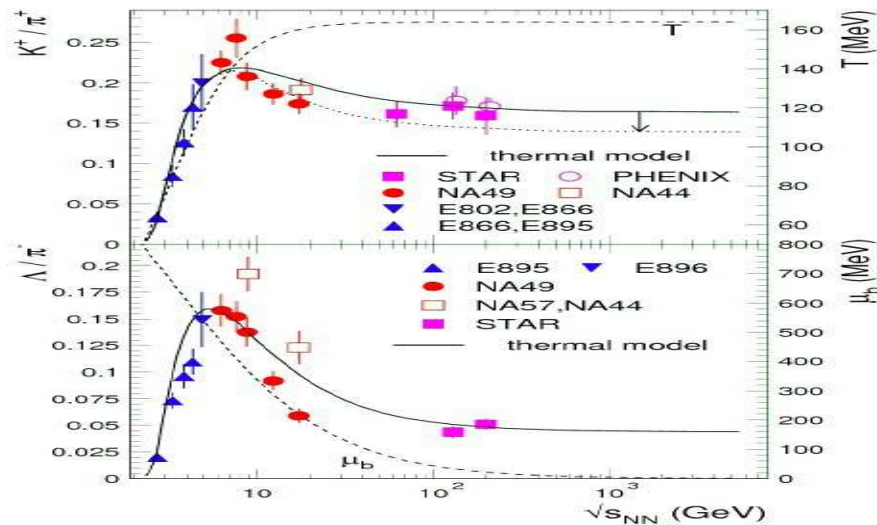 K⁺/π⁺
0.25
0.2
0.15
0.1
0.05
0
T
T (MeV)
160
140
120
100
80
60
thermal model
STAR PHENIX
NA49 NA44
E802,E866
E866,E895
Λ/π⁻
0.2
0.175
0.15
0.125
0.1
0.075
0.05
0.025
0
E895 E896
NA49
NA57,NA44
STAR
thermal model
μb
μb (MeV)
800
700
600
500
400
300
200
100
0
10
10²
10³
√sNN (GeV)